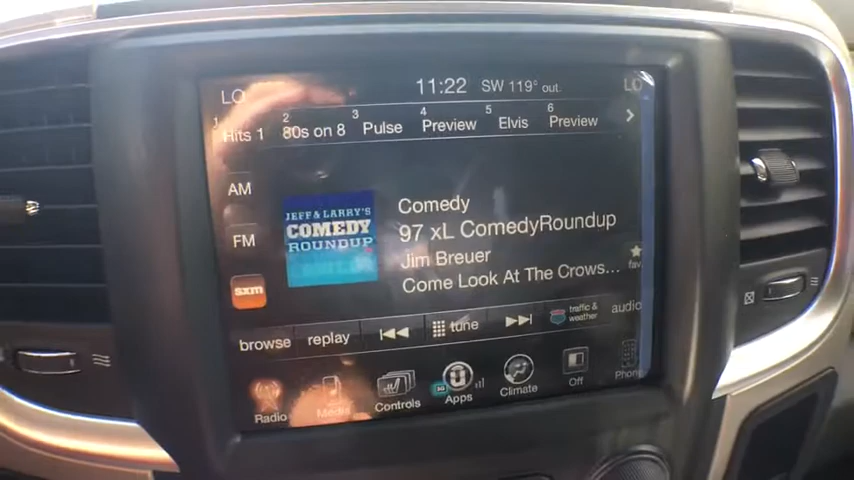 LO 11:22 SW 119° out. LO
1 2 3 4 5 6
Hits 1 80s on 8 Pulse Preview Elvis Preview
AM
FM
sxm
JEFF & LARRY'S
COMEDY
ROUNDUP
Comedy
97 xL ComedyRoundup
Jim Breuer
Come Look At The Crows...
fav
browse replay tune traffic & weather audio
Radio Media Controls 3G Apps Climate Off Phone